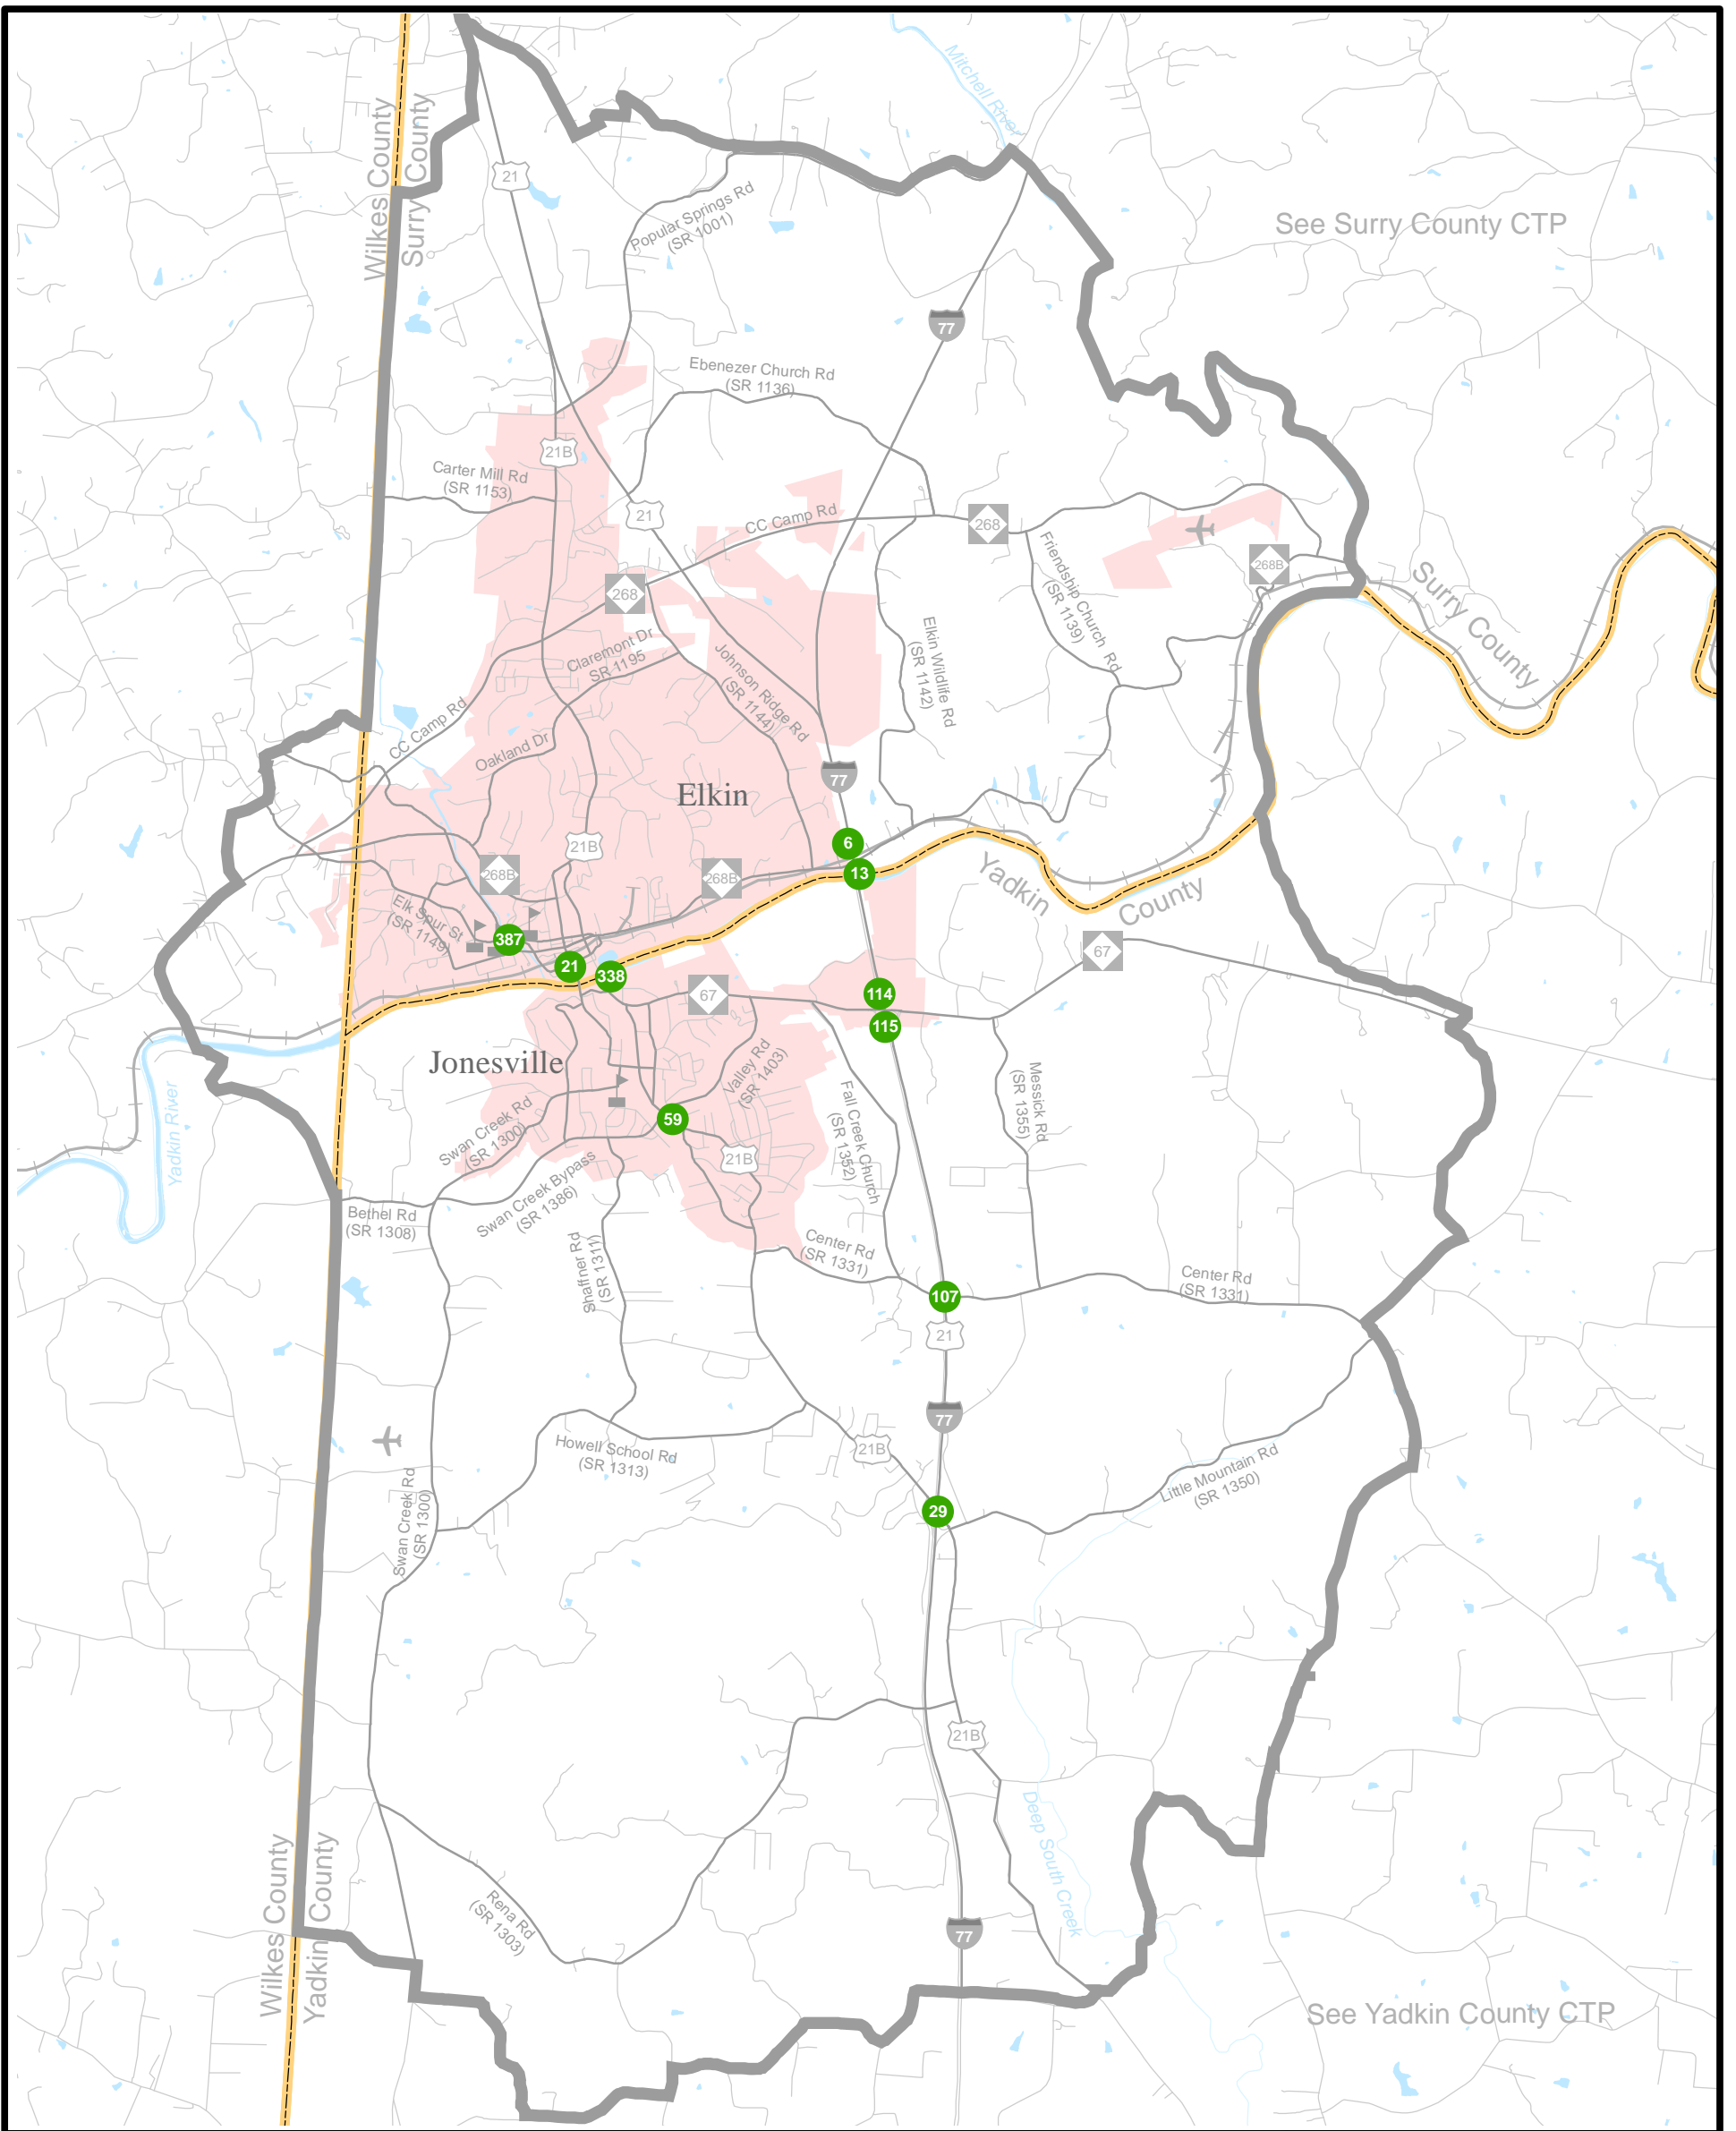 Mitchell River
Wilkes County
Surry County
21
Popular Springs Rd
(SR 1001)
See Surry County CTP
77
Ebenezer Church Rd
(SR 1136)
21B
Carter Mill Rd
(SR 1153)
21
CC Camp Rd
268
Friendship Church Rd
(SR 1139)
268B
268
Surry County
Claremont Dr
SR 1195
Elkin Wildlife Rd
(SR 1142)
Johnson Ridge Rd
(SR 1144)
CC Camp Rd
Oakland Dr
77
Elkin
21B
6
268B
268B
13
Yadkin
County
Elk Spur St
(SR 1149)
387
67
21
338
67
114
115
Jonesville
Valley Rd
(SR 1403)
Messick Rd
(SR 1355)
Fall Creek Church
(SR 1352)
59
Swan Creek Rd
(SR 1300)
Yadkin River
21B
Swan Creek Bypass
(SR 1386)
Bethel Rd
(SR 1308)
Shaffner Rd
(SR 1311)
Center Rd
(SR 1331)
Center Rd
(SR 1331)
107
21
77
21B
Howell School Rd
(SR 1313)
Little Mountain Rd
(SR 1350)
29
Swan Creek Rd
(SR 1300)
21B
Deep South Creek
Wilkes County
Yadkin County
Rena Rd
(SR 1303)
77
See Yadkin County CTP